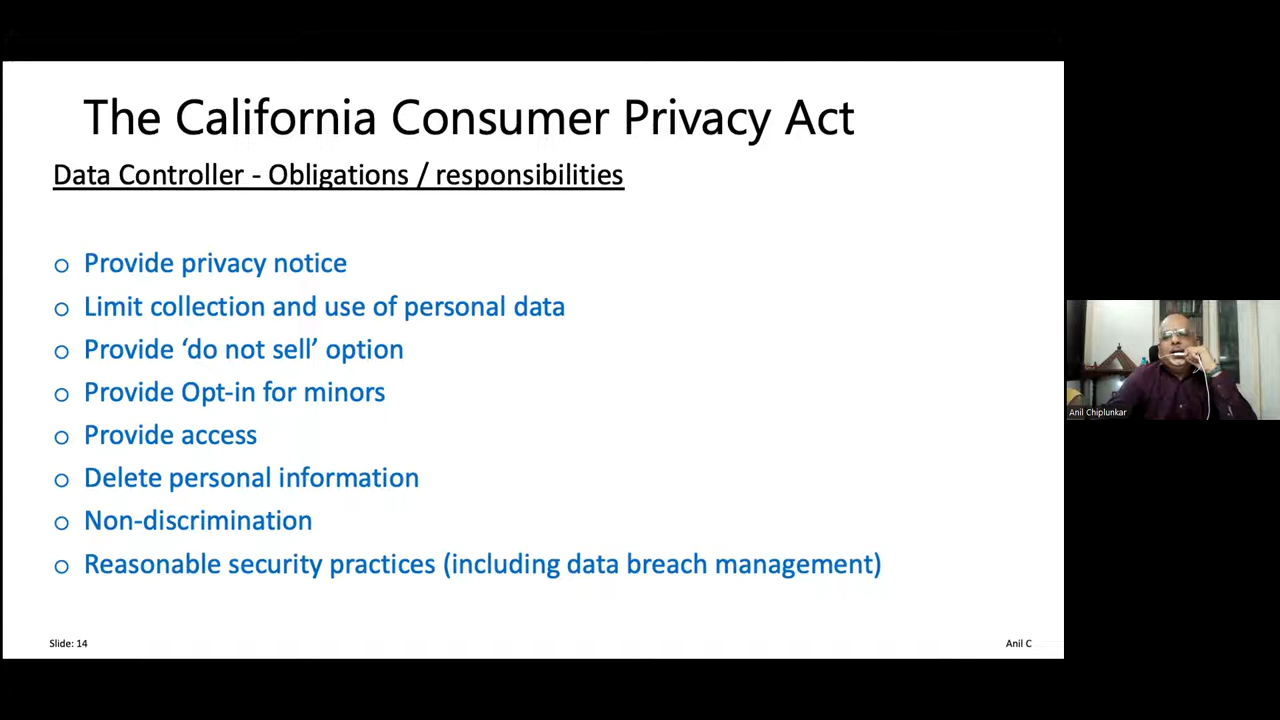 The California Consumer Privacy Act
Data Controller - Obligations / responsibilities
o Provide privacy notice
o Limit collection and use of personal data
o Provide ‘do not sell’ option
o Provide Opt-in for minors
o Provide access
o Delete personal information
o Non-discrimination
o Reasonable security practices (including data breach management)
Slide: 14
Anil C
Anil Chiplunkar